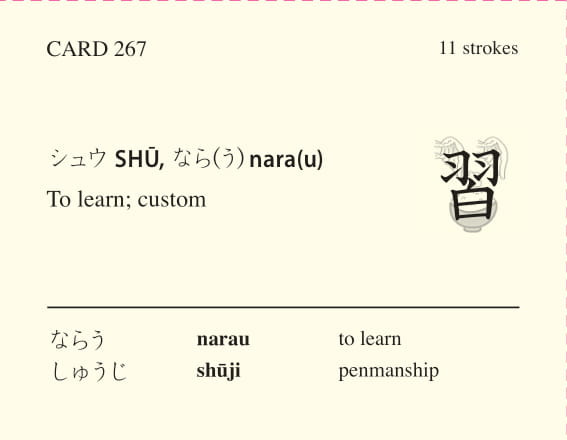 CARD 267 11 strokes
シュウ SHŪ, なら(う) nara(u)
習
To learn; custom
ならう narau to learn
しゅうじ shūji penmanship